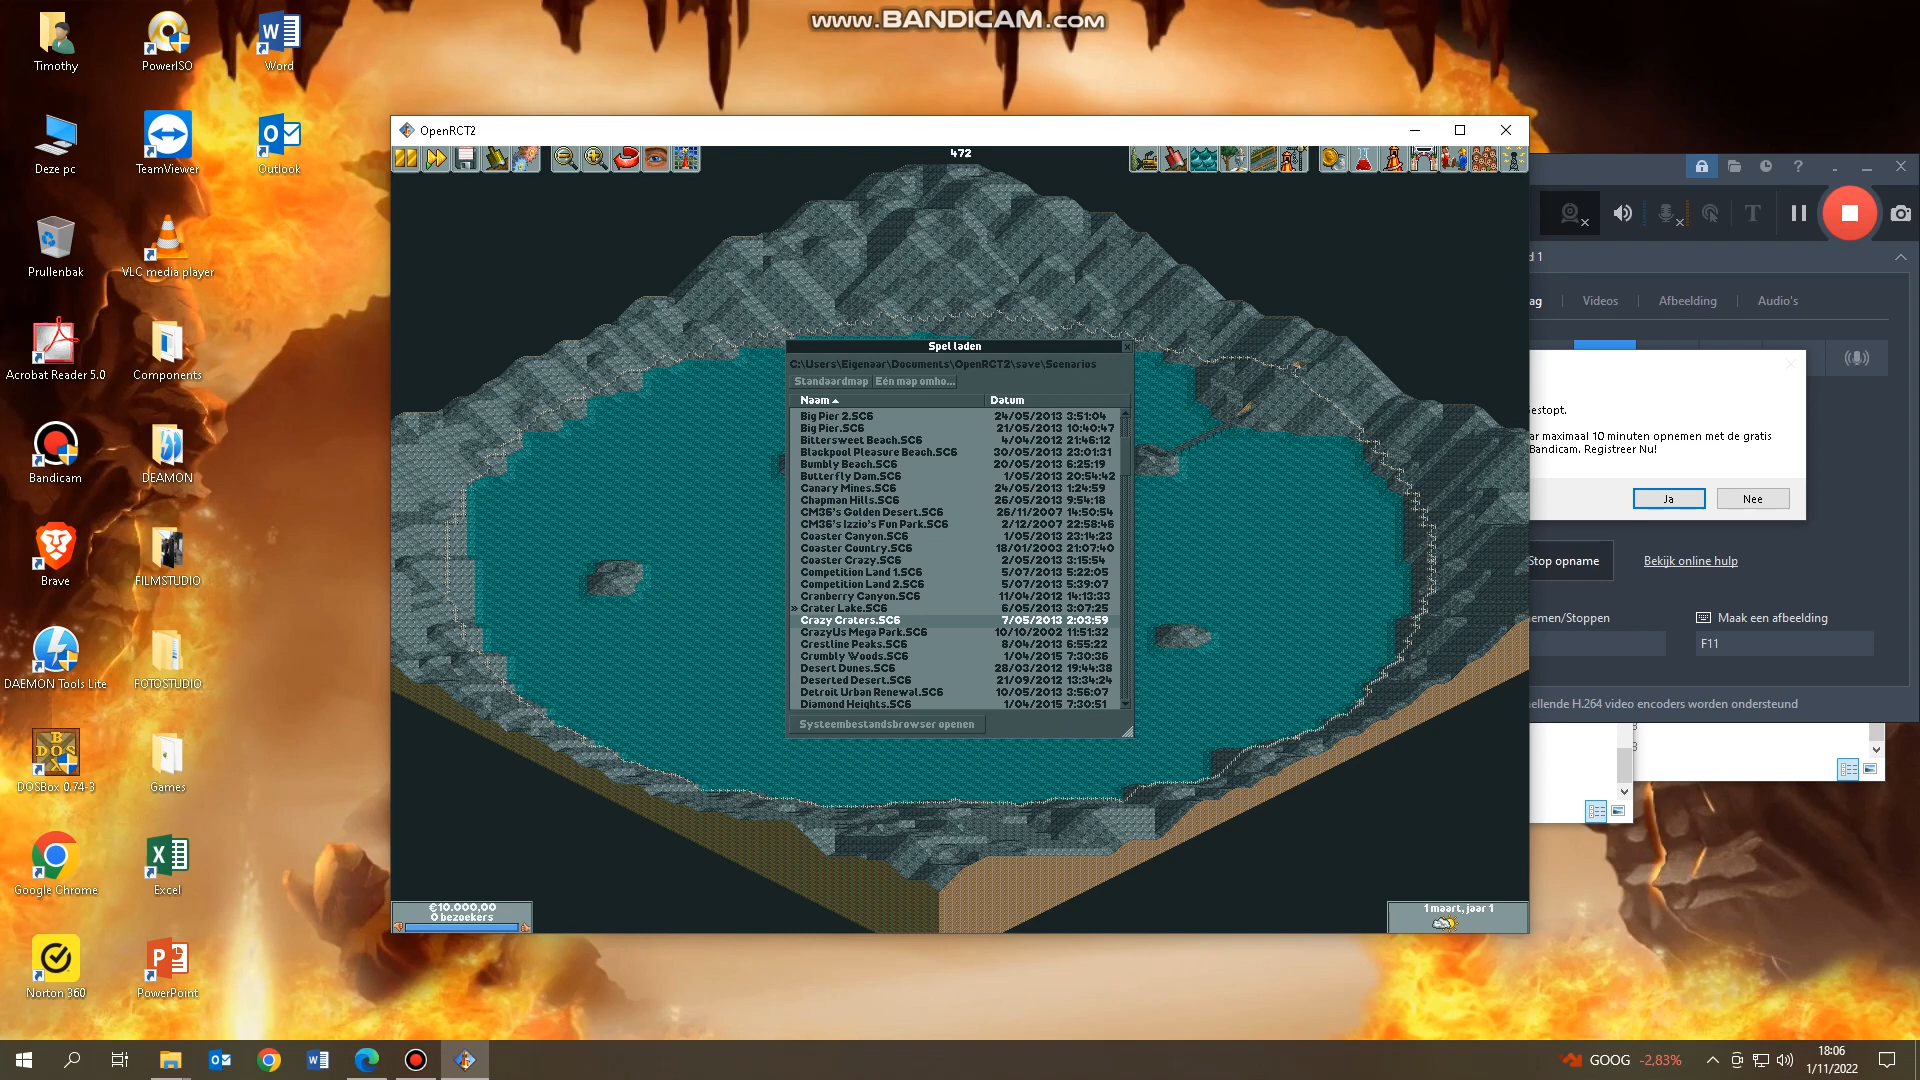 www.BANDICAM.com
Timothy
PowerISO
Word
Deze pc
TeamViewer
Outlook
Prullenbak
VLC media player
Acrobat Reader 5.0
Components
Bandicam
DEAMON
Brave
FILMSTUDIO
DAEMON Tools Lite
FOTOSTUDIO
DOSBox 0.74-3
Games
Google Chrome
Excel
Norton 360
PowerPoint
OpenRCT2
472
Spel laden
C:\Users\Eigenaar\Documents\OpenRCT2\save\Scenarios
Standaardmap
Eén map omho...
Naam
Datum
Big Pier 2.SC6 24/05/2013 3:51:04
Big Pier.SC6 21/05/2013 10:40:47
Bittersweet Beach.SC6 4/04/2012 21:46:12
Blackpool Pleasure Beach.SC6 30/05/2013 23:01:31
Bumbly Beach.SC6 20/05/2013 6:25:19
Butterfly Dam.SC6 1/05/2013 20:54:42
Canary Mines.SC6 24/05/2013 1:24:59
Chapman Hills.SC6 26/05/2013 9:54:18
CM36's Golden Desert.SC6 26/11/2007 14:50:54
CM36's Izzio's Fun Park.SC6 2/12/2007 22:58:46
Coaster Canyon.SC6 1/05/2013 23:14:23
Coaster Country.SC6 18/01/2003 21:07:40
Coaster Crazy.SC6 2/05/2013 3:15:54
Competition Land 1.SC6 5/07/2013 5:22:05
Competition Land 2.SC6 5/07/2013 5:39:07
Cranberry Canyon.SC6 11/04/2012 14:13:33
» Crater Lake.SC6 6/05/2013 3:07:25
Crazy Craters.SC6 7/05/2013 2:03:59
CrazyUs Mega Park.SC6 10/10/2002 11:51:32
Crestline Peaks.SC6 8/04/2013 6:55:22
Crumbly Woods.SC6 1/04/2015 7:30:36
Desert Dunes.SC6 28/03/2012 19:44:38
Deserted Desert.SC6 21/09/2012 13:34:24
Detroit Urban Renewal.SC6 10/05/2013 3:56:07
Diamond Heights.SC6 1/04/2015 7:30:51
Systeembestandsbrowser openen
€10.000,00
0 bezoekers
1 maart, jaar 1
d 1
ag
Videos
Afbeelding
Audio's
estopt.
ar maximaal 10 minuten opnemen met de gratis
Bandicam. Registreer Nu!
Ja
Nee
Stop opname
Bekijk online hulp
emen/Stoppen
Maak een afbeelding
F11
ellende H.264 video encoders worden ondersteund
GOOG -2,83%
18:06
1/11/2022